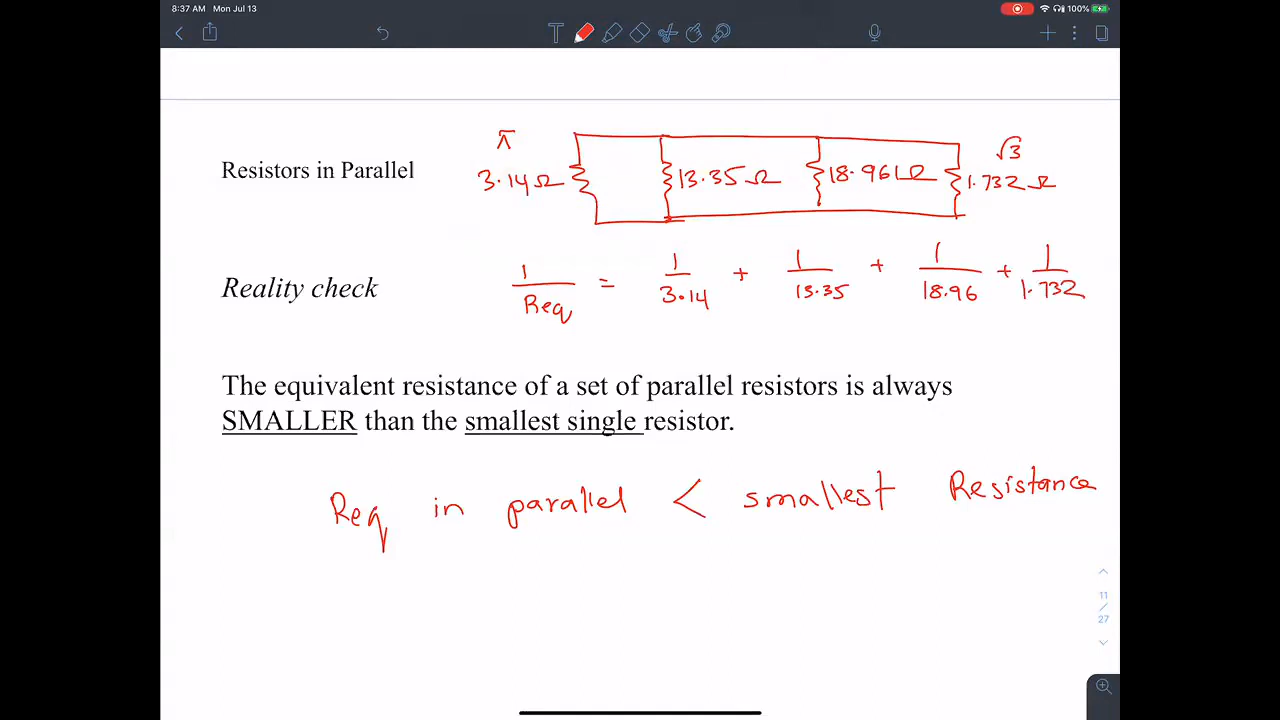 8:37 AM Mon Jul 13
100%
T
π
√3
Resistors in Parallel
3.14Ω 13.35Ω 18.961Ω 1.732Ω
Reality check
1/Req = 1/3.14 + 1/13.35 + 1/18.96 + 1/1.732
The equivalent resistance of a set of parallel resistors is always
SMALLER than the smallest single resistor.
Req in parallel < smallest Resistance
11
/
27